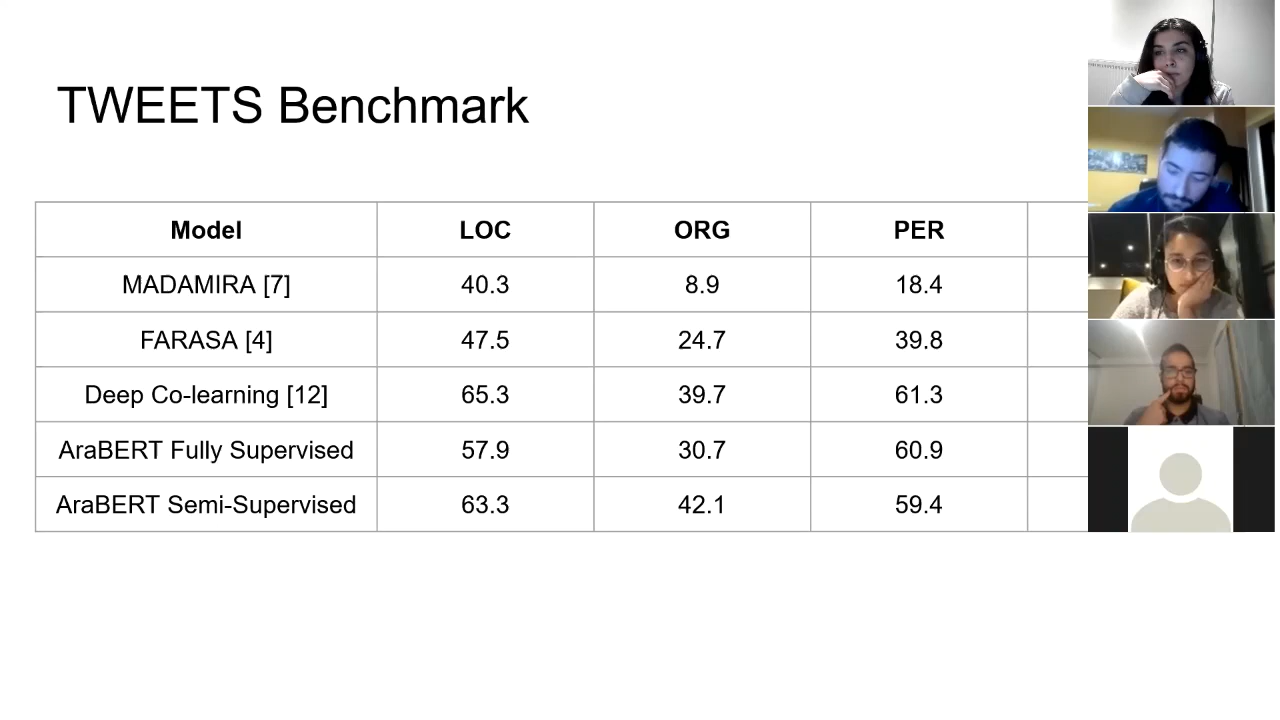 TWEETS Benchmark
Model LOC ORG PER
MADAMIRA [7] 40.3 8.9 18.4
FARASA [4] 47.5 24.7 39.8
Deep Co-learning [12] 65.3 39.7 61.3
AraBERT Fully Supervised 57.9 30.7 60.9
AraBERT Semi-Supervised 63.3 42.1 59.4